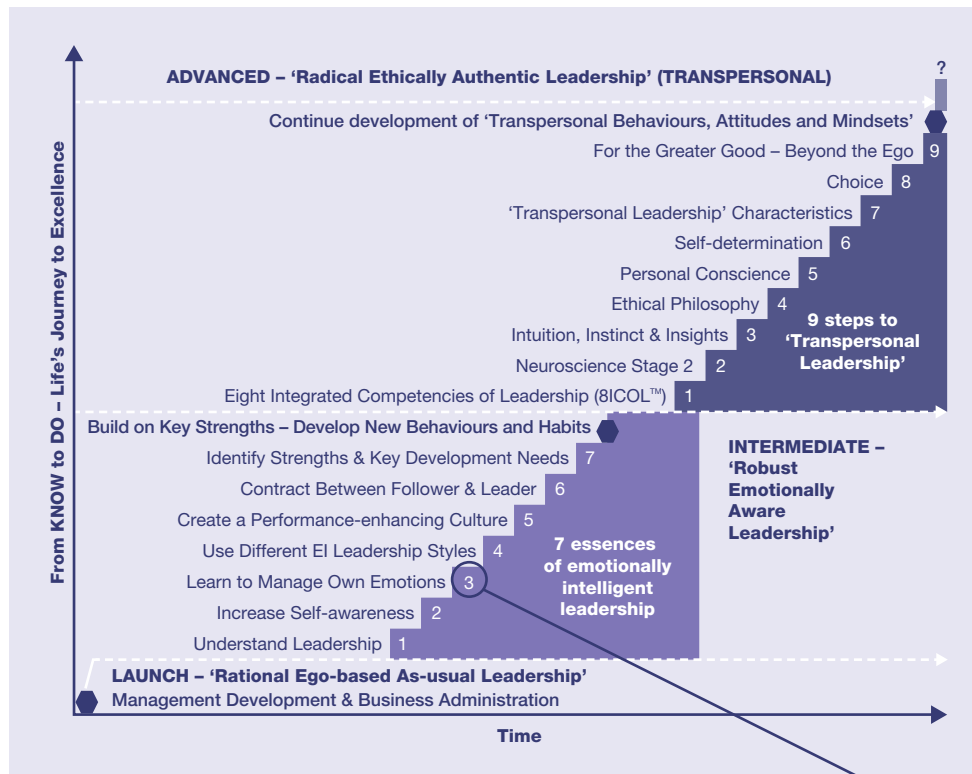 ?
ADVANCED – ‘Radical Ethically Authentic Leadership’ (TRANSPERSONAL)
Continue development of ‘Transpersonal Behaviours, Attitudes and Mindsets’
For the Greater Good – Beyond the Ego 9
Choice 8
‘Transpersonal Leadership’ Characteristics 7
Self-determination 6
Personal Conscience 5
Ethical Philosophy 4
Intuition, Instinct & Insights 3
Neuroscience Stage 2 2
Eight Integrated Competencies of Leadership (8ICOL™) 1
9 steps to
‘Transpersonal
Leadership’
Build on Key Strengths – Develop New Behaviours and Habits
Identify Strengths & Key Development Needs 7
Contract Between Follower & Leader 6
Create a Performance-enhancing Culture 5
Use Different EI Leadership Styles 4
Learn to Manage Own Emotions 3
Increase Self-awareness 2
Understand Leadership 1
7 essences
of emotionally
intelligent
leadership
INTERMEDIATE –
‘Robust
Emotionally
Aware
Leadership’
LAUNCH – ‘Rational Ego-based As-usual Leadership’
Management Development & Business Administration
From KNOW to DO – Life’s Journey to Excellence
Time